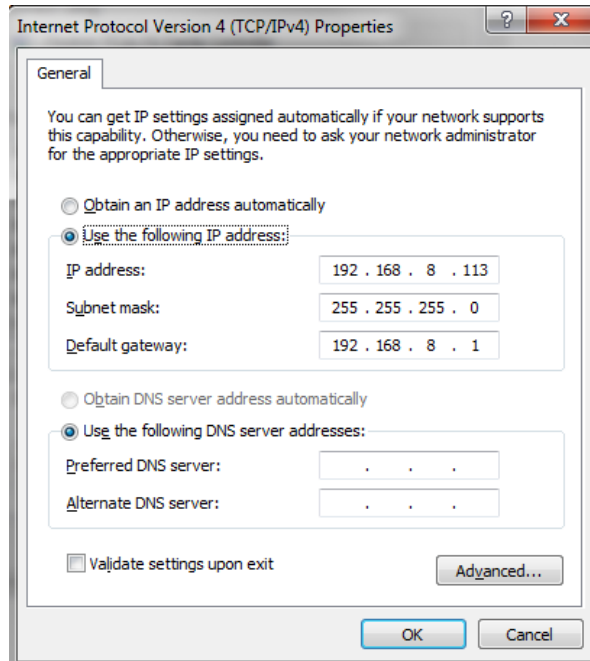 Internet Protocol Version 4 (TCP/IPv4) Properties
General
You can get IP settings assigned automatically if your network supports
this capability. Otherwise, you need to ask your network administrator
for the appropriate IP settings.
Obtain an IP address automatically
Use the following IP address:
IP address: 192 . 168 . 8 . 113
Subnet mask: 255 . 255 . 255 . 0
Default gateway: 192 . 168 . 8 . 1
Obtain DNS server address automatically
Use the following DNS server addresses:
Preferred DNS server: . . .
Alternate DNS server: . . .
Validate settings upon exit
Advanced...
OK Cancel